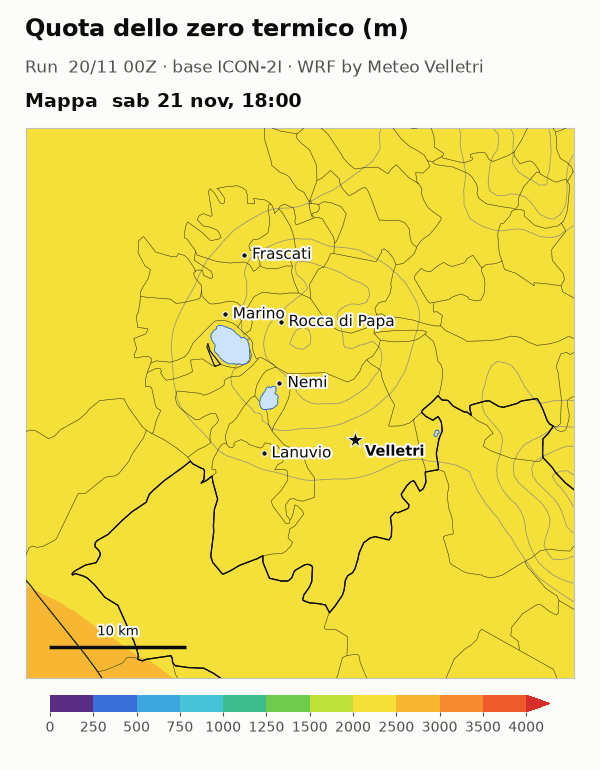 Quota dello zero termico (m)
Run  20/11 00Z · base ICON-2I · WRF by Meteo Velletri
Mappa  sab 21 nov, 18:00
Frascati
Marino
Rocca di Papa
Nemi
Velletri
Lanuvio
10 km
0 250 500 750 1000 1250 1500 2000 2500 3000 3500 4000